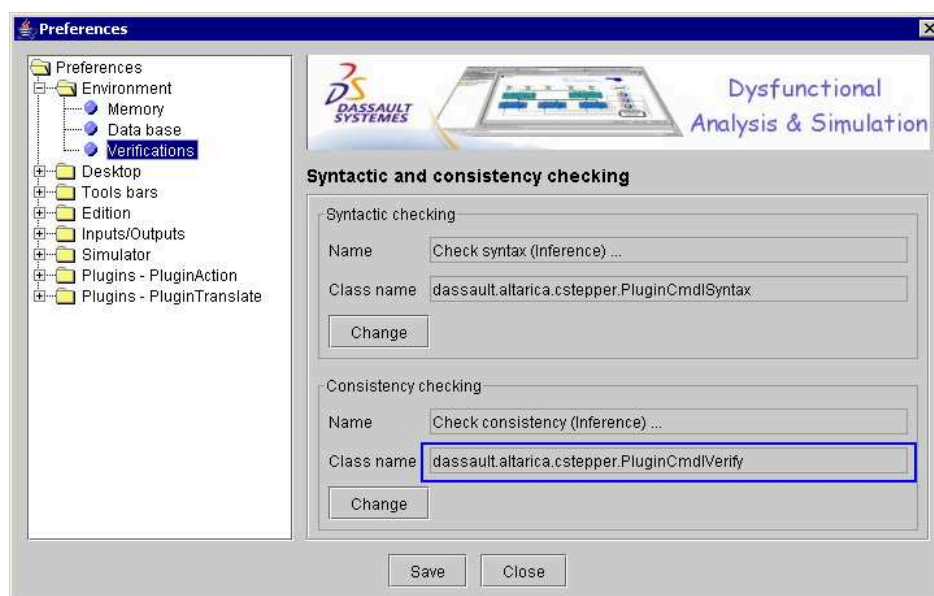 Preferences
Preferences
Environment
Memory
Data base
Verifications
Desktop
Tools bars
Edition
Inputs/Outputs
Simulator
Plugins - PluginAction
Plugins - PluginTranslate
DASSAULT
SYSTEMES
Dysfunctional
Analysis & Simulation
Syntactic and consistency checking
Syntactic checking
Name Check syntax (Inference) ...
Class name dassault.altarica.cstepper.PluginCmdlSyntax
Change
Consistency checking
Name Check consistency (Inference) ...
Class name dassault.altarica.cstepper.PluginCmdlVerify
Change
Save Close